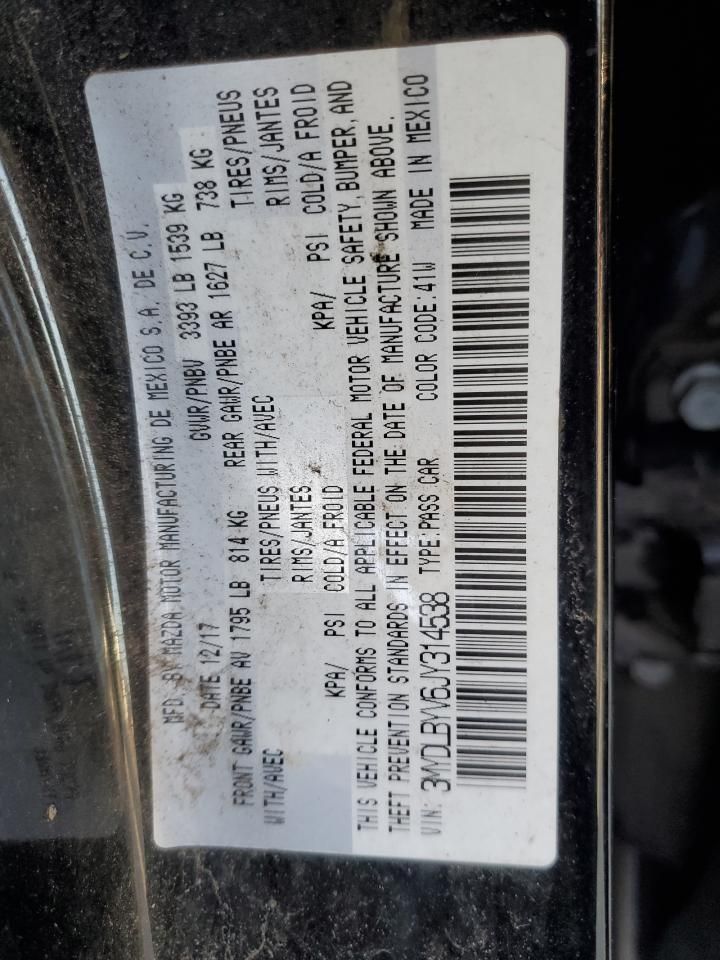 MFD. BY MAZDA MOTOR MANUFACTURING DE MEXICO S.A. DE C.V.
DATE 12/17 GVWR/PNBV 3393 LB 1539 KG
FRONT GAWR/PNBE AV 1795 LB 814 KG REAR GAWR/PNBE AR 1627 LB 738 KG
WITH/AVEC TIRES/PNEUS WITH/AVEC TIRES/PNEUS
RIMS/JANTES RIMS/JANTES
KPA/ PSI COLD/A FROID KPA/ PSI COLD/A FROID
THIS VEHICLE CONFORMS TO ALL APPLICABLE FEDERAL MOTOR VEHICLE SAFETY, BUMPER, AND
THEFT PREVENTION STANDARDS IN EFFECT ON THE DATE OF MANUFACTURE SHOWN ABOVE.
VIN: 3MYDLBYV6JY314538 TYPE: PASS CAR COLOR CODE: 41W MADE IN MEXICO